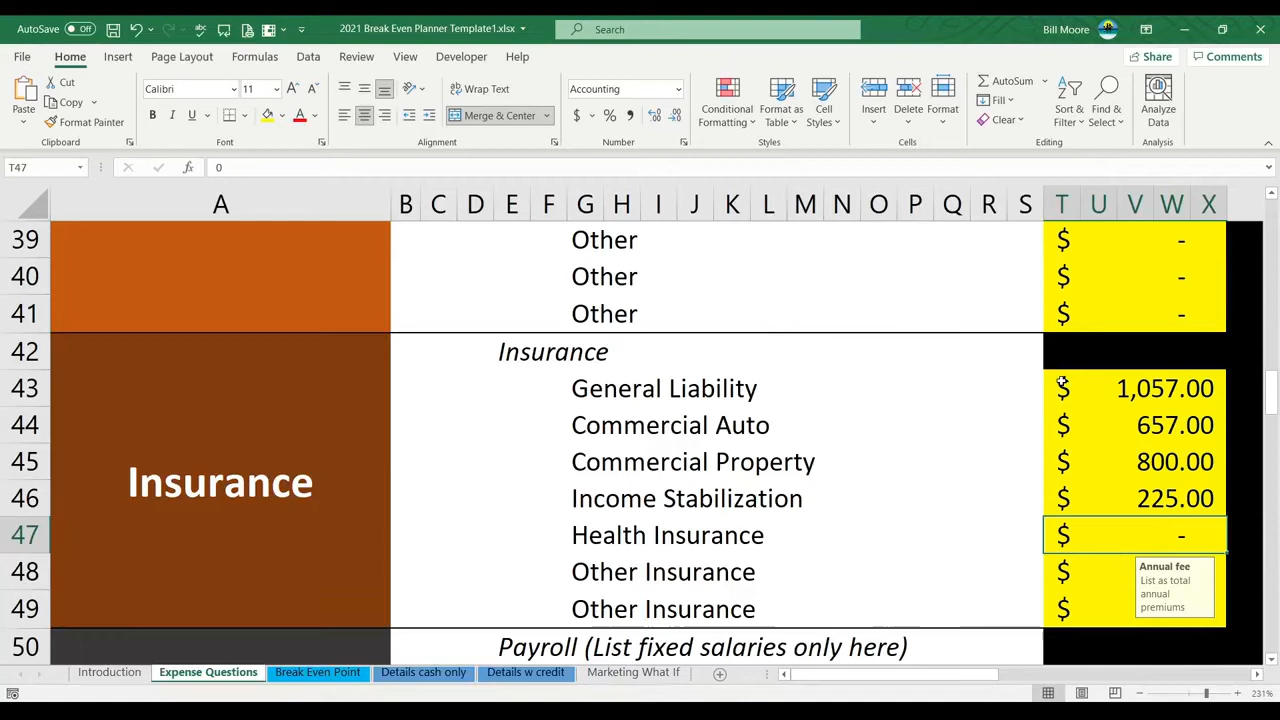 AutoSave Off 2021 Break Even Planner Template1.xlsx Search Bill Moore
File Home Insert Page Layout Formulas Data Review View Developer Help Share Comments
Paste Cut Copy Format Painter
Calibri 11
B I U A
Wrap Text
Merge & Center
Accounting
$ % ,
Conditional Formatting Format as Table Cell Styles
Insert Delete Format
AutoSum Fill Clear
Sort & Filter Find & Select
Analyze Data
Clipboard Font Alignment Number Styles Cells Editing Analysis
T47 fx 0
A B C D E F G H I J K L M N O P Q R S T U V W X
39 Other $ -
40 Other $ -
41 Other $ -
42 Insurance
43 General Liability $ 1,057.00
44 Commercial Auto $ 657.00
45 Commercial Property $ 800.00
Insurance
46 Income Stabilization $ 225.00
47 Health Insurance $ -
48 Other Insurance $
49 Other Insurance $
Annual fee
List as total
annual
premiums
50 Payroll (List fixed salaries only here)
Introduction Expense Questions Break Even Point Details cash only Details w credit Marketing What If
231%